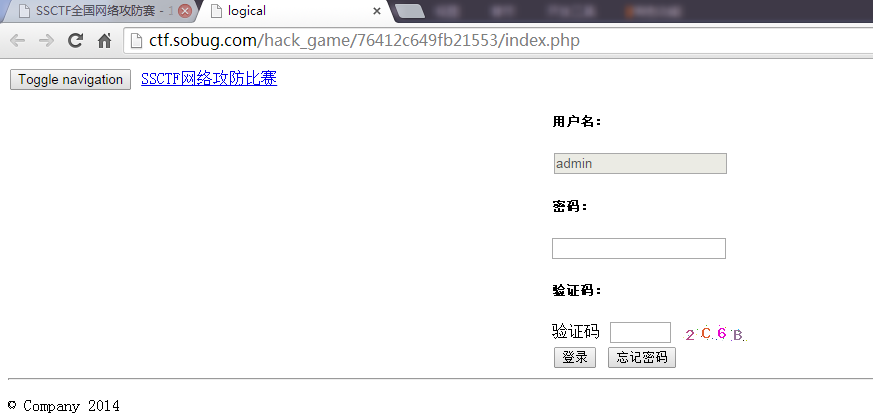 SSCTF全国网络攻防赛 -
logical
ctf.sobug.com/hack_game/76412c649fb21553/index.php
Toggle navigation SSCTF网络攻防比赛
用户名：
admin
密码：
验证码：
验证码 2 C 6 B
登录 忘记密码
© Company 2014